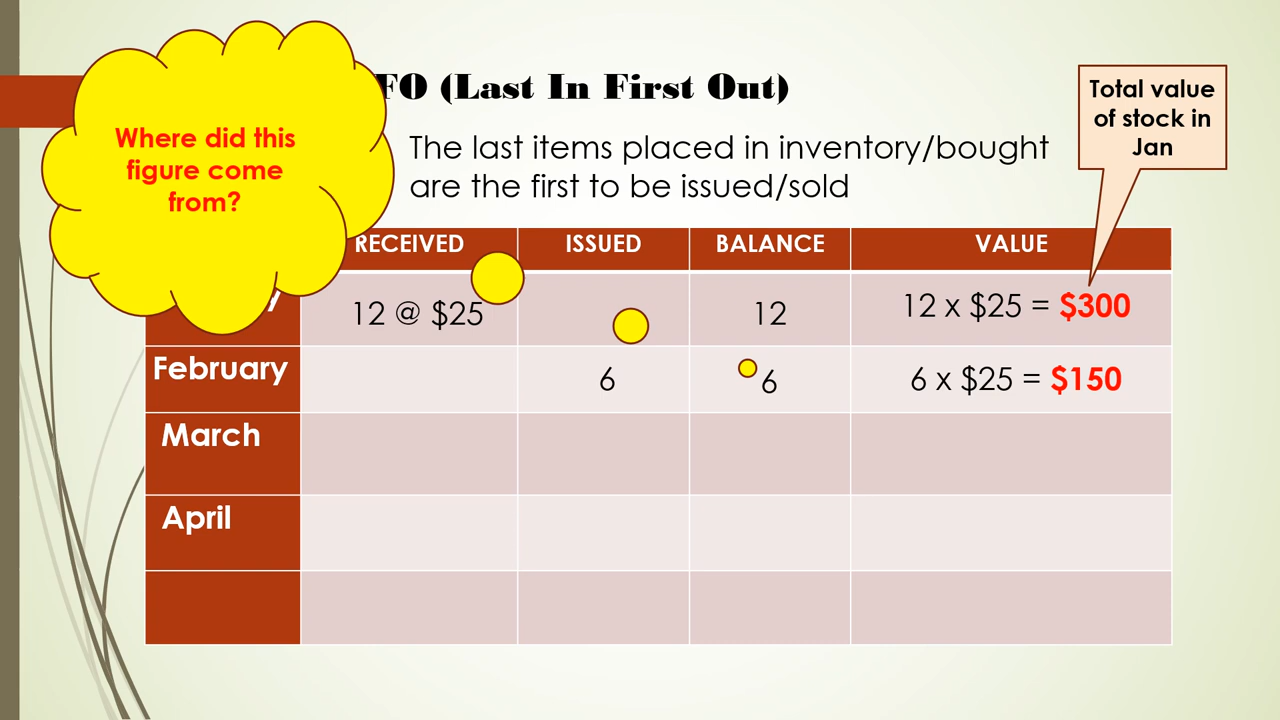 Where did this
figure come
from?
FO (Last In First Out)
The last items placed in inventory/bought
are the first to be issued/sold
Total value
of stock in
Jan
RECEIVED ISSUED BALANCE VALUE
12 @ $25 12 12 x $25 = $300
February 6 6 6 x $25 = $150
March
April